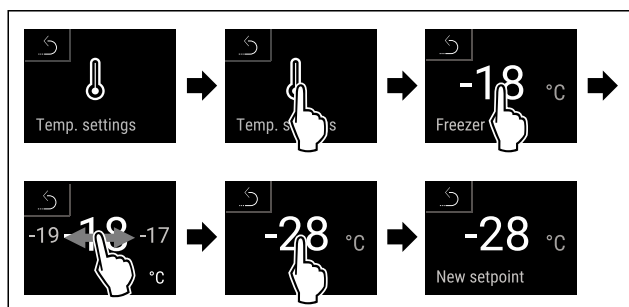 Temp. settings
Temp. s s
-18 °C
Freezer
-19 -18 -17
°C
-28 °C
-28 °C
New setpoint